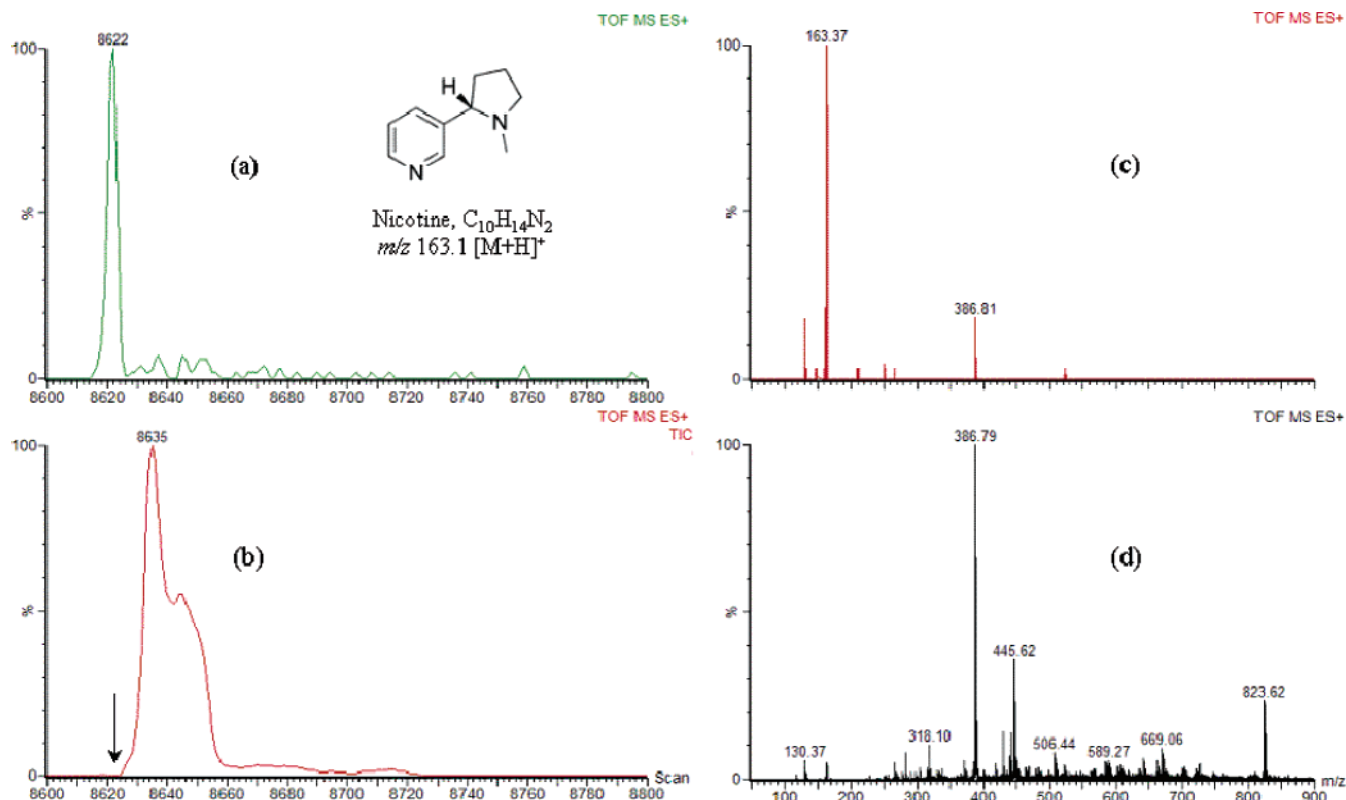 TOF MS ES+
8622
100
%
0
H
N
N
(a)
Nicotine, C10H14N2
m/z 163.1 [M+H]+
8600 8620 8640 8660 8680 8700 8720 8740 8760 8780 8800
TOF MS ES+
TIC
8635
100
%
0
(b)
Scan
8600 8620 8640 8660 8680 8700 8720 8740 8760 8780 8800
TOF MS ES+
163.37
100
%
0
(c)
386.81
TOF MS ES+
386.79
100
%
0
(d)
445.62
823.62
318.10
506.44
669.06
130.37
589.27
m/z
100 200 300 400 500 600 700 800 900